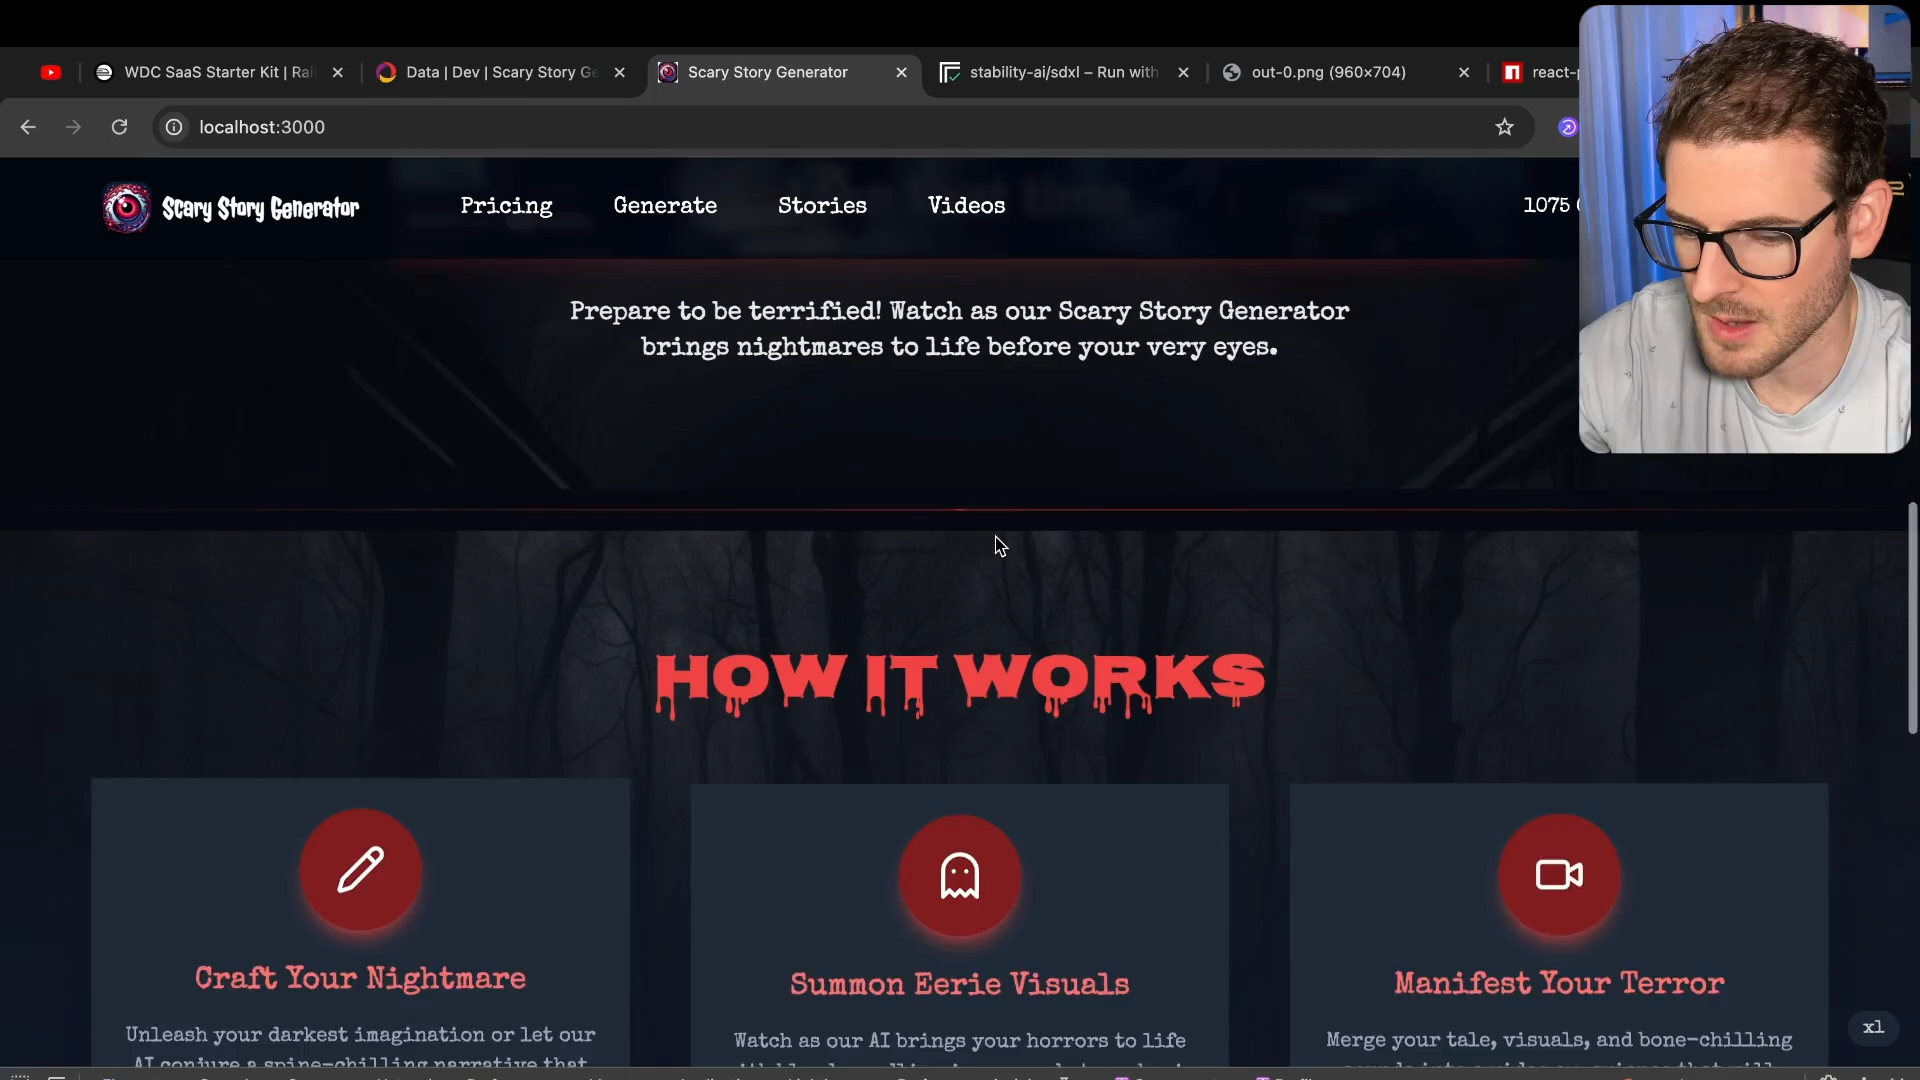 WDC SaaS Starter Kit | Rai
Data | Dev | Scary Story Ge
Scary Story Generator
stability-ai/sdxl – Run with
out-0.png (960×704)
react-p
localhost:3000
Scary Story Generator
Pricing
Generate
Stories
Videos
1075
Prepare to be terrified! Watch as our Scary Story Generator
brings nightmares to life before your very eyes.
HOW IT WORKS
Craft Your Nightmare
Unleash your darkest imagination or let our
AI conjure a spine-chilling narrative that
Summon Eerie Visuals
Watch as our AI brings your horrors to life
Manifest Your Terror
Merge your tale, visuals, and bone-chilling
xl